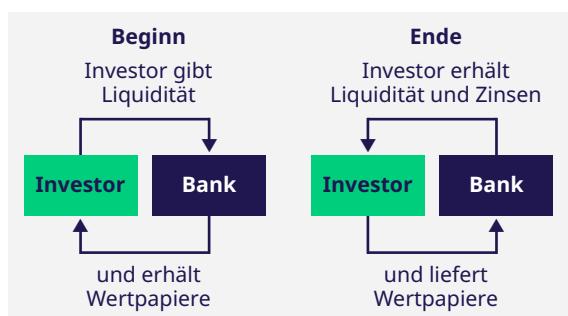 Beginn
Investor gibt
Liquidität
Investor
Bank
und erhält
Wertpapiere
Ende
Investor erhält
Liquidität und Zinsen
Investor
Bank
und liefert
Wertpapiere